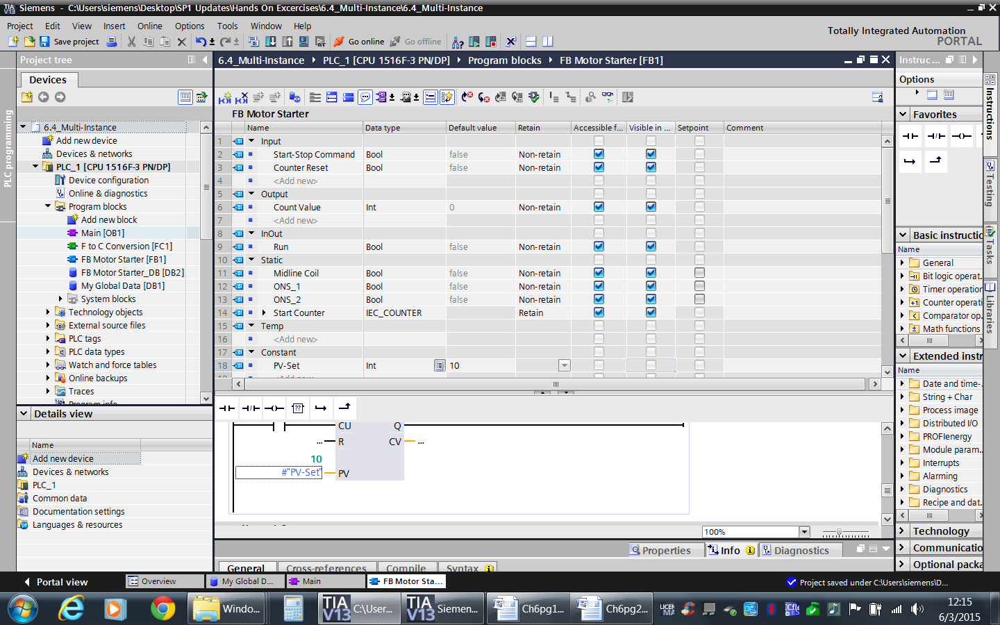 TIA V13 Siemens - C:\Users\siemens\Desktop\SP1 Updates\Hands On Excercises\6.4_Multi-Instance\6.4_Multi-Instance
Project Edit View Insert Online Options Tools Window Help
Totally Integrated Automation
PORTAL
Save project Go online Go offline
Project tree
Devices
PLC programming
6.4_Multi-Instance
Add new device
Devices & networks
PLC_1 [CPU 1516F-3 PN/DP]
Device configuration
Online & diagnostics
Program blocks
Add new block
Main [OB1]
F to C Conversion [FC1]
FB Motor Starter [FB1]
FB Motor Starter_DB [DB2]
My Global Data [DB1]
System blocks
Technology objects
External source files
PLC tags
PLC data types
Watch and force tables
Online backups
Traces
Program info
Details view
Name
Add new device
Devices & networks
PLC_1
Common data
Documentation settings
Languages & resources
6.4_Multi-Instance PLC_1 [CPU 1516F-3 PN/DP] Program blocks FB Motor Starter [FB1]
FB Motor Starter
Name Data type Default value Retain Accessible f... Visible in ... Setpoint Comment
1 Input
2 Start-Stop Command Bool false Non-retain
3 Counter Reset Bool false Non-retain
4 <Add new>
5 Output
6 Count Value Int 0 Non-retain
7 <Add new>
8 InOut
9 Run Bool false Non-retain
10 Static
11 Midline Coil Bool false Non-retain
12 ONS_1 Bool false Non-retain
13 ONS_2 Bool false Non-retain
14 Start Counter IEC_COUNTER Retain
15 Temp
16 <Add new>
17 Constant
18 PV-Set Int 10
<Add new>
??
CU Q
... R CV ...
10
#"PV-Set" PV
100%
Properties Info Diagnostics
General Cross-references Compile Syntax
Instruc...
Options
Favorites
Basic instructio
Name
General
Bit logic operat.
Timer operation
Counter operati
Comparator op.
Math functions
Extended instr
Name
Date and time-.
String + Char
Process image
Distributed I/O
PROFIenergy
Module param..
Interrupts
Alarming
Diagnostics
Recipe and dat.
Technology
Communicatio
Optional packa
Instructions
Testing
Tasks
Libraries
Portal view Overview My Global D... Main FB Motor Sta... Project saved under C:\Users\siemens\D...
Windo... TIA V13 C:\User... TIA V13 Siemen... Ch6pg1... Ch6pg2...
12:15
6/3/2015